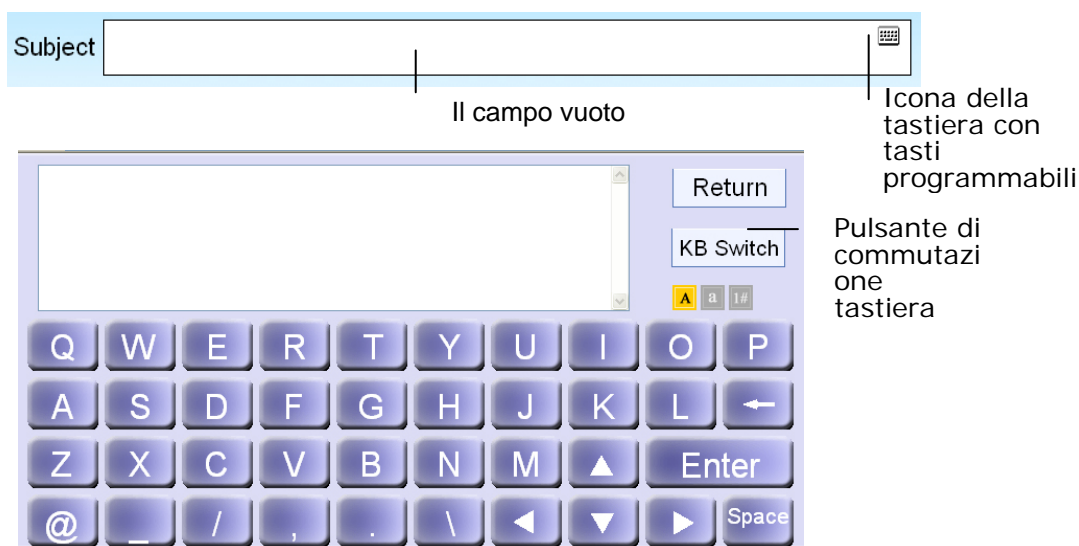 Subject
Il campo vuoto
Icona della
tastiera con
tasti
programmabili
Return
KB Switch
A a 1#
Pulsante di
commutazi
one
tastiera
Q W E R T Y U I O P
A S D F G H J K L ←
Z X C V B N M ▲ Enter
@ _ / , . \ ◀ ▼ ▶ Space